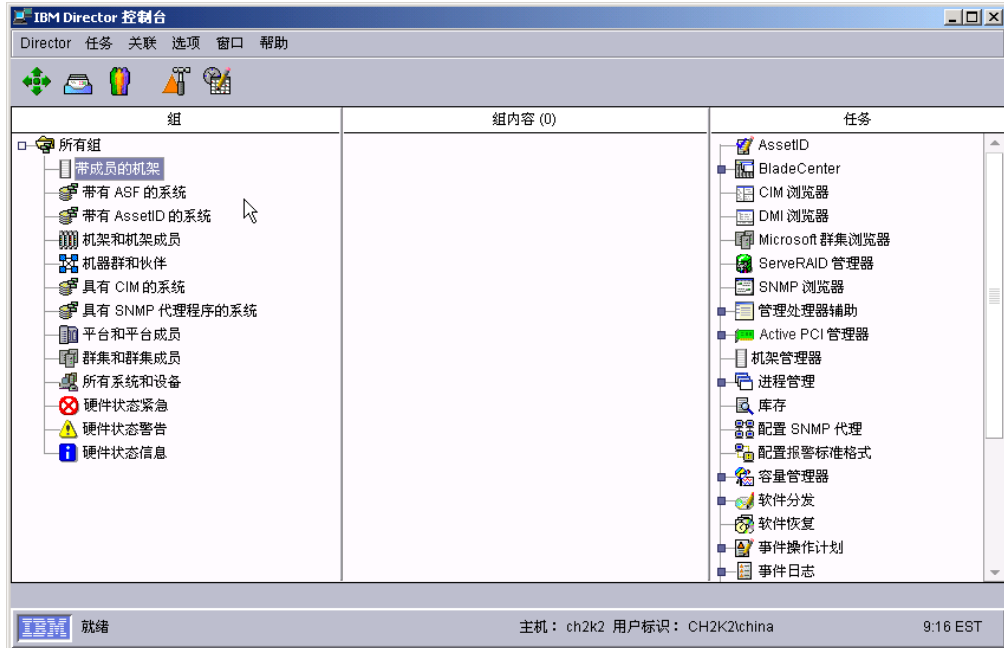 IBM Director 控制台
Director 任务 关联 选项 窗口 帮助
组
所有组
带成员的机架
带有 ASF 的系统
带有 AssetID 的系统
机架和机架成员
机器群和伙伴
具有 CIM 的系统
具有 SNMP 代理程序的系统
平台和平台成员
群集和群集成员
所有系统和设备
硬件状态紧急
硬件状态警告
硬件状态信息
组内容 (0)
任务
AssetID
BladeCenter
CIM 浏览器
DMI 浏览器
Microsoft 群集浏览器
ServeRAID 管理器
SNMP 浏览器
管理处理器辅助
Active PCI 管理器
机架管理器
进程管理
库存
配置 SNMP 代理
配置报警标准格式
容量管理器
软件分发
软件恢复
事件操作计划
事件日志
IBM 就绪 主机： ch2k2 用户标识： CH2K2\china 9:16 EST